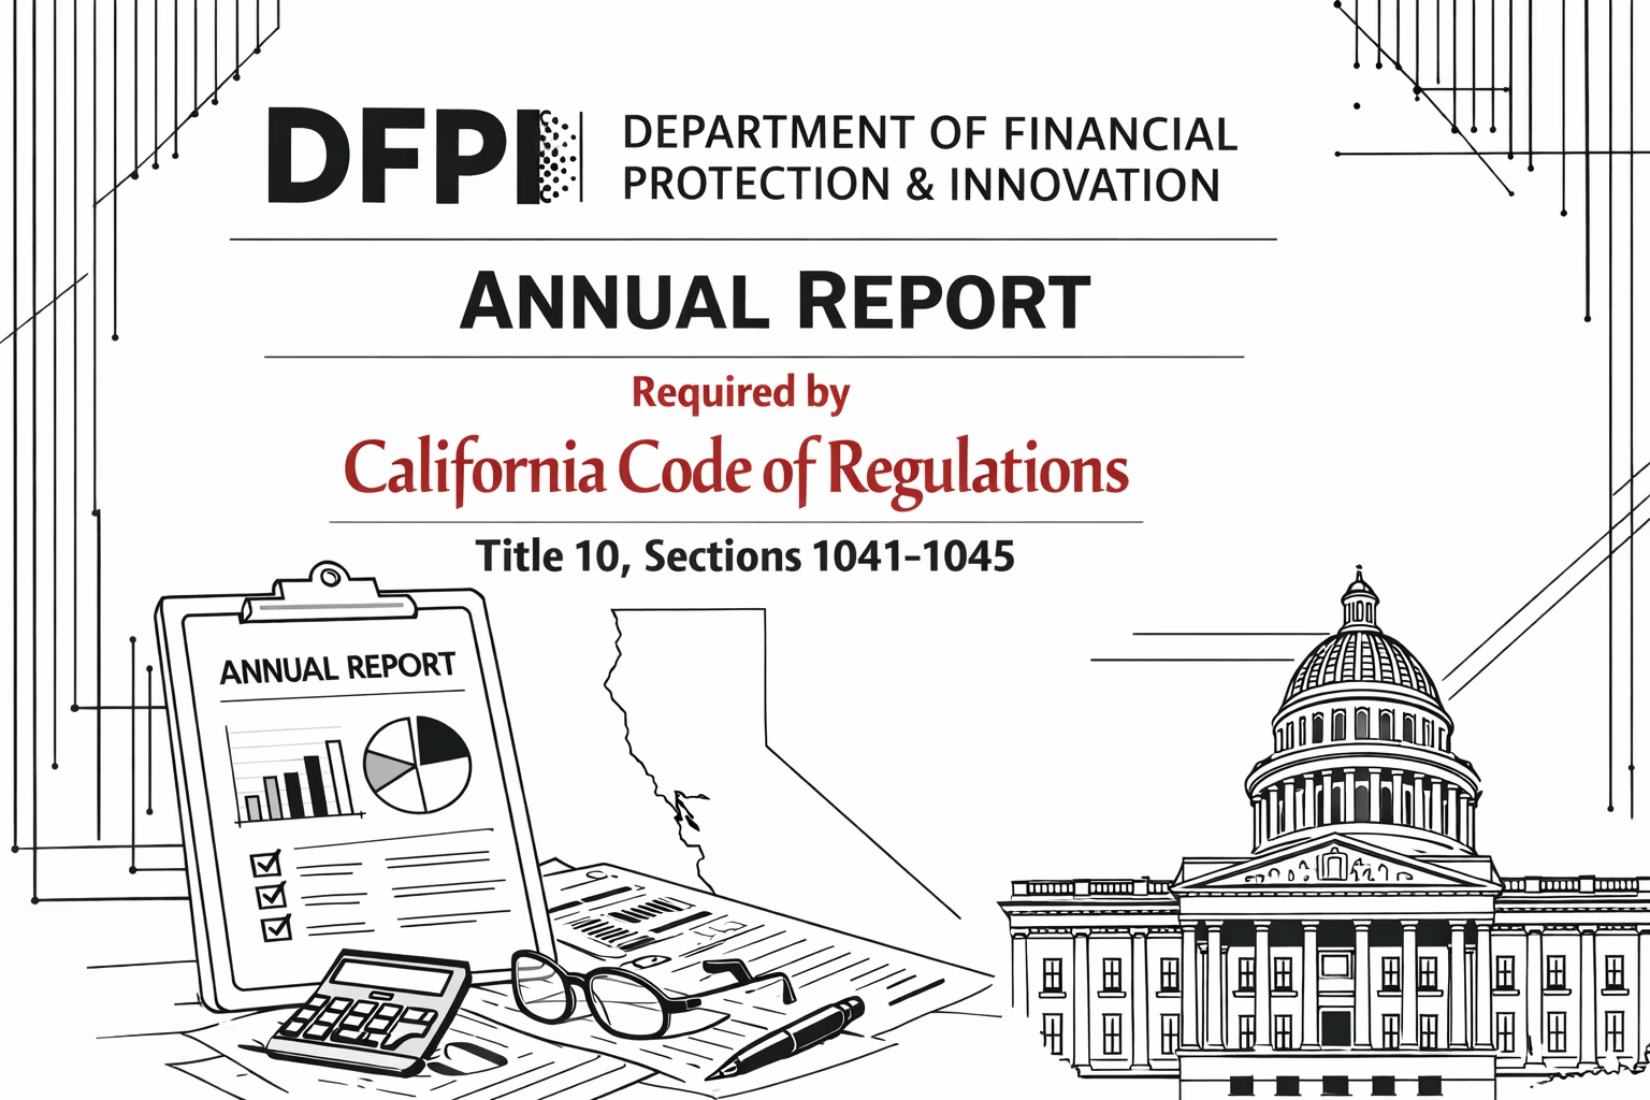 DFPI
DEPARTMENT OF FINANCIAL
PROTECTION & INNOVATION
ANNUAL REPORT
Required by
California Code of Regulations
Title 10, Sections 1041-1045
ANNUAL REPORT